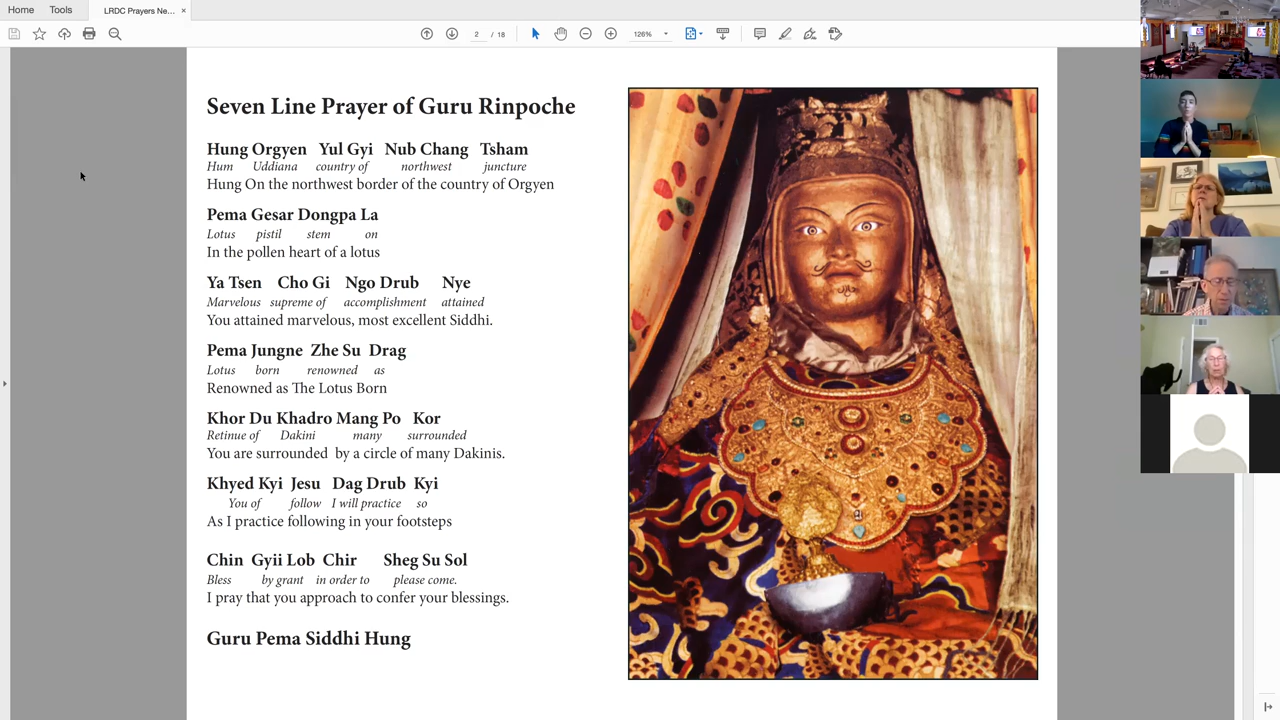 Home Tools LRDC Prayers Ne... ×
2 / 18 126%
Seven Line Prayer of Guru Rinpoche
Hung Orgyen Yul Gyi Nub Chang Tsham
Hum Uddiana country of northwest juncture
Hung On the northwest border of the country of Orgyen
Pema Gesar Dongpa La
Lotus pistil stem on
In the pollen heart of a lotus
Ya Tsen Cho Gi Ngo Drub Nye
Marvelous supreme of accomplishment attained
You attained marvelous, most excellent Siddhi.
Pema Jungne Zhe Su Drag
Lotus born renowned as
Renowned as The Lotus Born
Khor Du Khadro Mang Po Kor
Retinue of Dakini many surrounded
You are surrounded by a circle of many Dakinis.
Khyed Kyi Jesu Dag Drub Kyi
You of follow I will practice so
As I practice following in your footsteps
Chin Gyii Lob Chir Sheg Su Sol
Bless by grant in order to please come.
I pray that you approach to confer your blessings.
Guru Pema Siddhi Hung